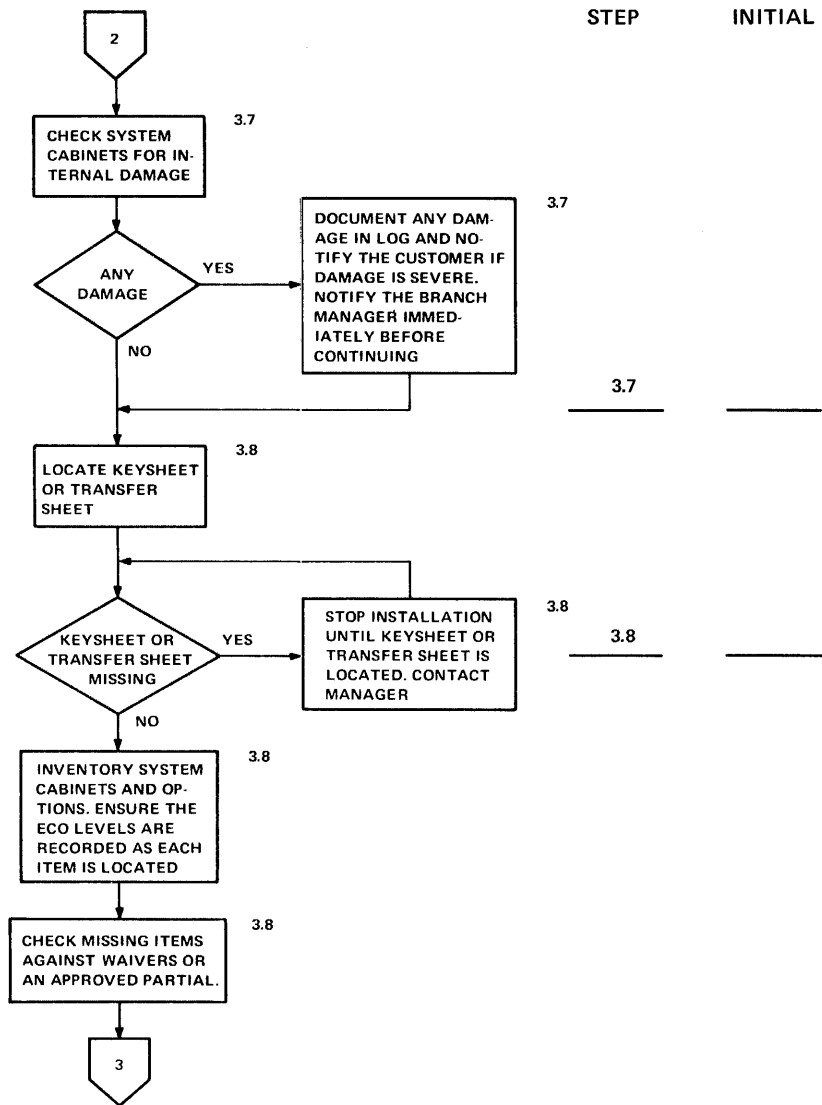 STEP INITIAL
2
3.7
CHECK SYSTEM
CABINETS FOR IN-
TERNAL DAMAGE
3.7
DOCUMENT ANY DAM-
AGE IN LOG AND NO-
TIFY THE CUSTOMER IF
DAMAGE IS SEVERE.
NOTIFY THE BRANCH
MANAGER IMMED-
IATELY BEFORE
CONTINUING
ANY
DAMAGE
YES
NO
3.7
3.8
LOCATE KEYSHEET
OR TRANSFER
SHEET
KEYSHEET OR
TRANSFER SHEET
MISSING
YES
3.8
STOP INSTALLATION
UNTIL KEYSHEET OR
TRANSFER SHEET IS
LOCATED. CONTACT
MANAGER
3.8
NO
3.8
INVENTORY SYSTEM
CABINETS AND OP-
TIONS. ENSURE THE
ECO LEVELS ARE
RECORDED AS EACH
ITEM IS LOCATED
3.8
CHECK MISSING ITEMS
AGAINST WAIVERS OR
AN APPROVED PARTIAL.
3